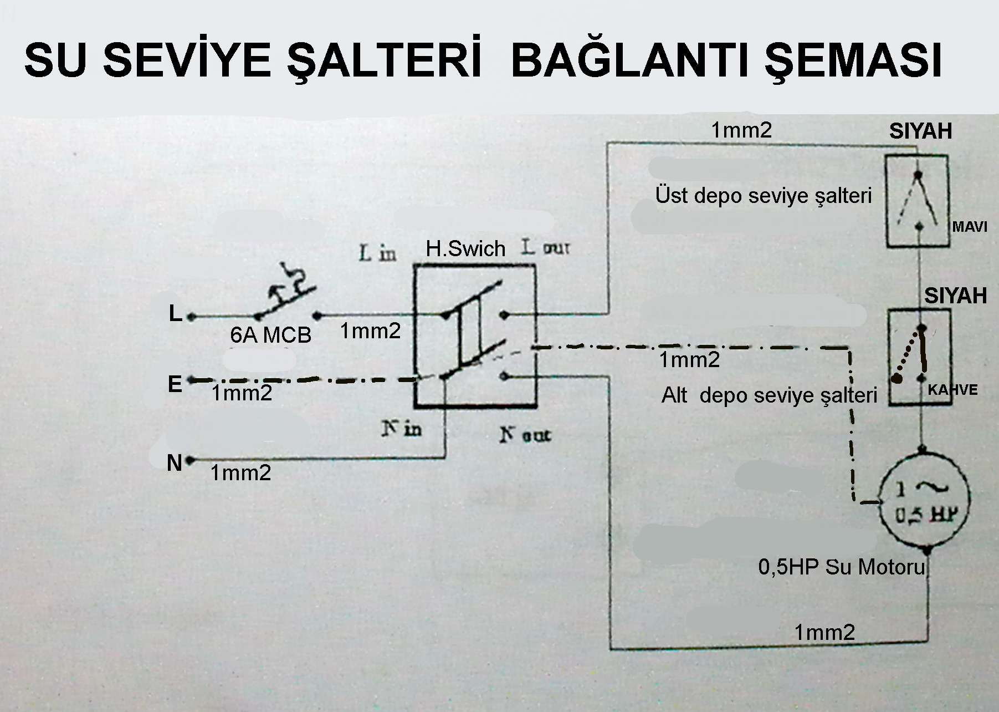 SU SEVİYE ŞALTERİ BAĞLANTI ŞEMASI
1mm2
SIYAH
Üst depo seviye şalteri
MAVI
L in
H.Swich
L out
SIYAH
L
6A MCB
1mm2
E
1mm2
1mm2
Alt depo seviye şalteri
KAHVE
N in
N out
N
1mm2
1 ~
0,5 HP
0,5HP Su Motoru
1mm2